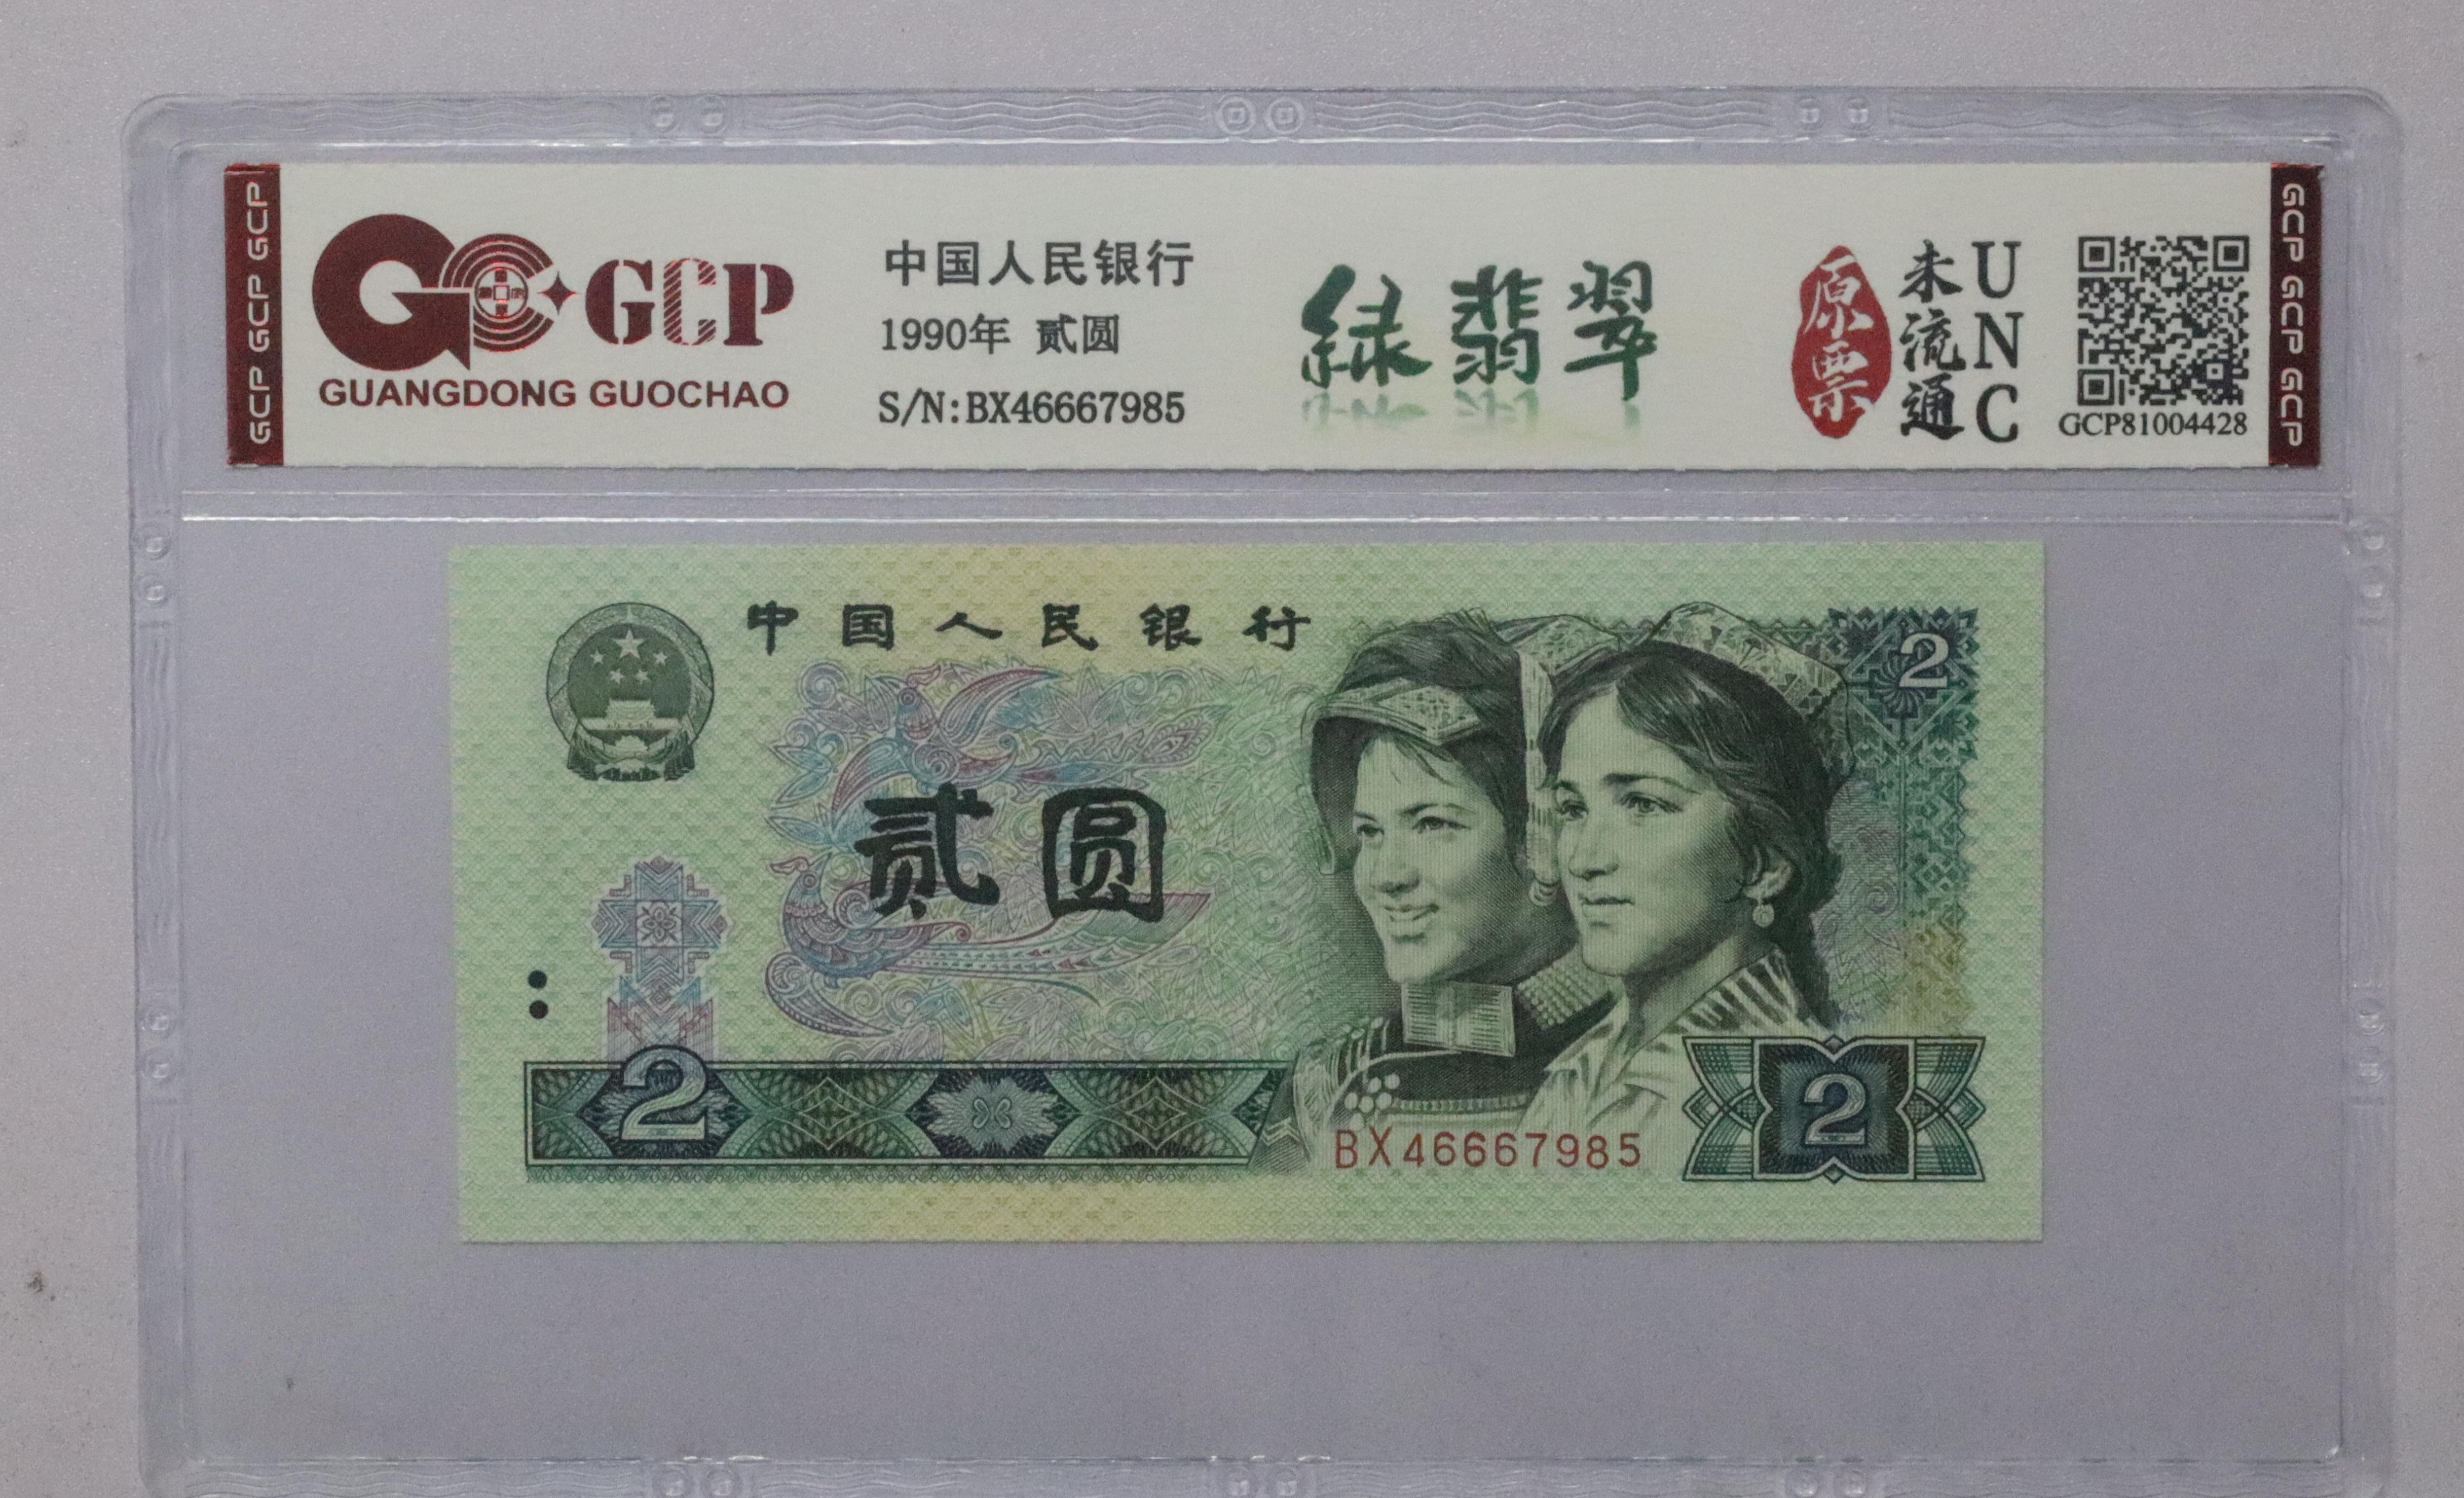 GCP GCP GCP
GCP
GUANGDONG GUOCHAO
中国人民银行
1990年 贰圆
S/N:BX46667985
绿翡翠
原票
未流通
UNC
GCP81004428
GCP GCP GCP
中国人民银行
2
贰圆
2
BX46667985
2